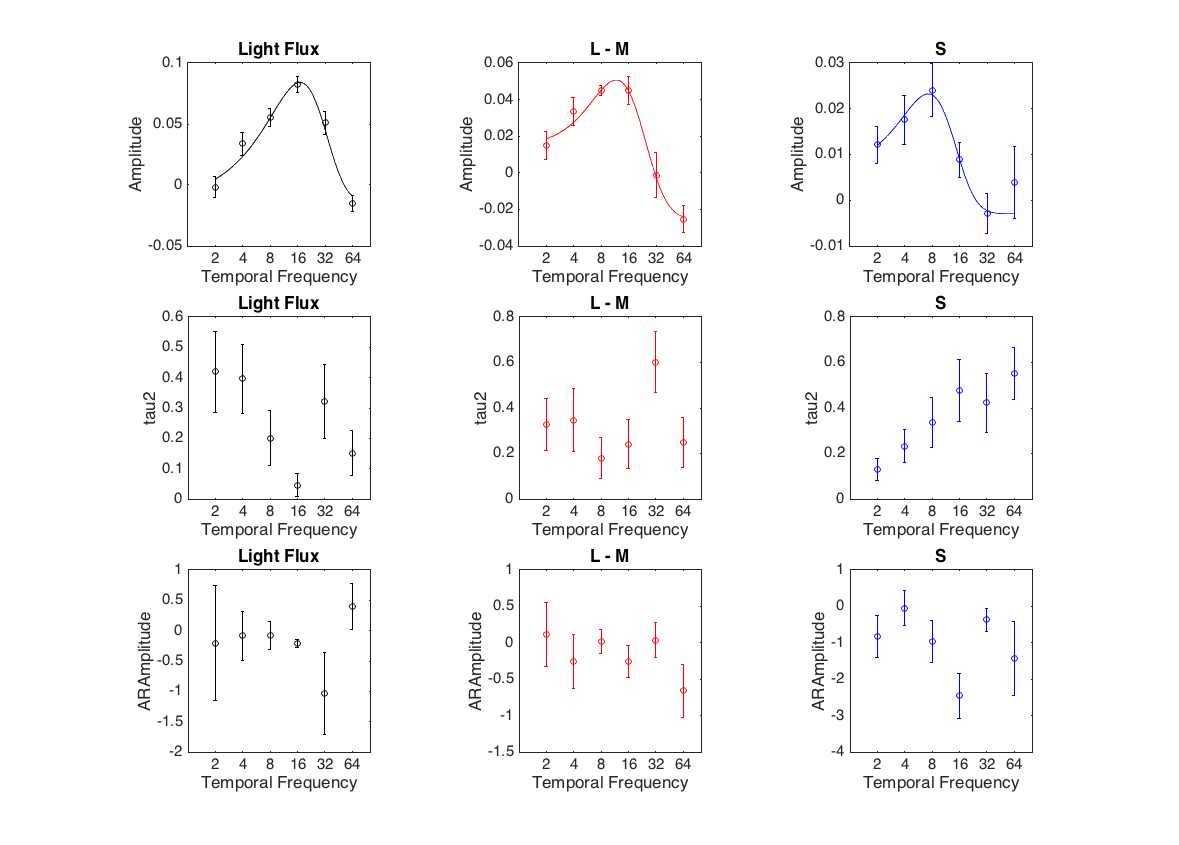 Light Flux
0.1
0.05
0
-0.05
Amplitude
2 4 8 16 32 64
Temporal Frequency
L - M
0.06
0.04
0.02
0
-0.02
-0.04
Amplitude
2 4 8 16 32 64
Temporal Frequency
S
0.03
0.02
0.01
0
-0.01
Amplitude
2 4 8 16 32 64
Temporal Frequency
Light Flux
0.6
0.5
0.4
0.3
0.2
0.1
0
tau2
2 4 8 16 32 64
Temporal Frequency
L - M
0.8
0.6
0.4
0.2
0
tau2
2 4 8 16 32 64
Temporal Frequency
S
0.8
0.6
0.4
0.2
0
tau2
2 4 8 16 32 64
Temporal Frequency
Light Flux
1
0.5
0
-0.5
-1
-1.5
-2
ARAmplitude
2 4 8 16 32 64
Temporal Frequency
L - M
1
0.5
0
-0.5
-1
-1.5
ARAmplitude
2 4 8 16 32 64
Temporal Frequency
S
1
0
-1
-2
-3
-4
ARAmplitude
2 4 8 16 32 64
Temporal Frequency